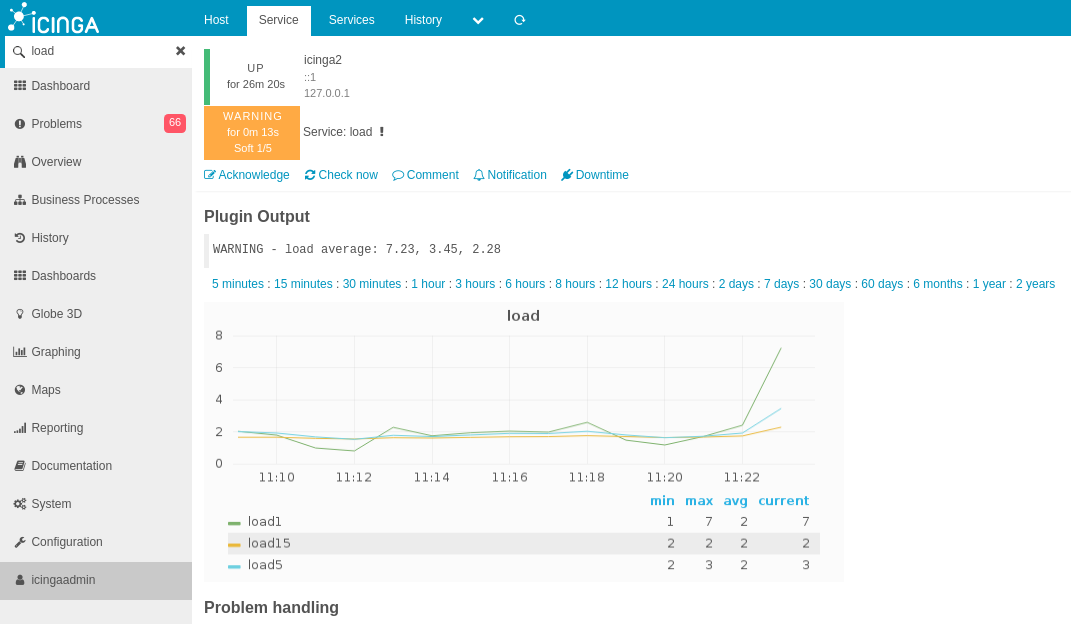 icinga
Host Service Services History
load
Dashboard
Problems 66
Overview
Business Processes
History
Dashboards
Globe 3D
Graphing
Maps
Reporting
Documentation
System
Configuration
icingaadmin
UP
for 26m 20s
icinga2
::1
127.0.0.1
WARNING
for 0m 13s
Soft 1/5
Service: load
Acknowledge Check now Comment Notification Downtime
Plugin Output
WARNING - load average: 7.23, 3.45, 2.28
5 minutes : 15 minutes : 30 minutes : 1 hour : 3 hours : 6 hours : 8 hours : 12 hours : 24 hours : 2 days : 7 days : 30 days : 60 days : 6 months : 1 year : 2 years
load
8
6
4
2
0
11:10 11:12 11:14 11:16 11:18 11:20 11:22
min max avg current
load1 1 7 2 7
load15 2 2 2 2
load5 2 3 2 3
Problem handling